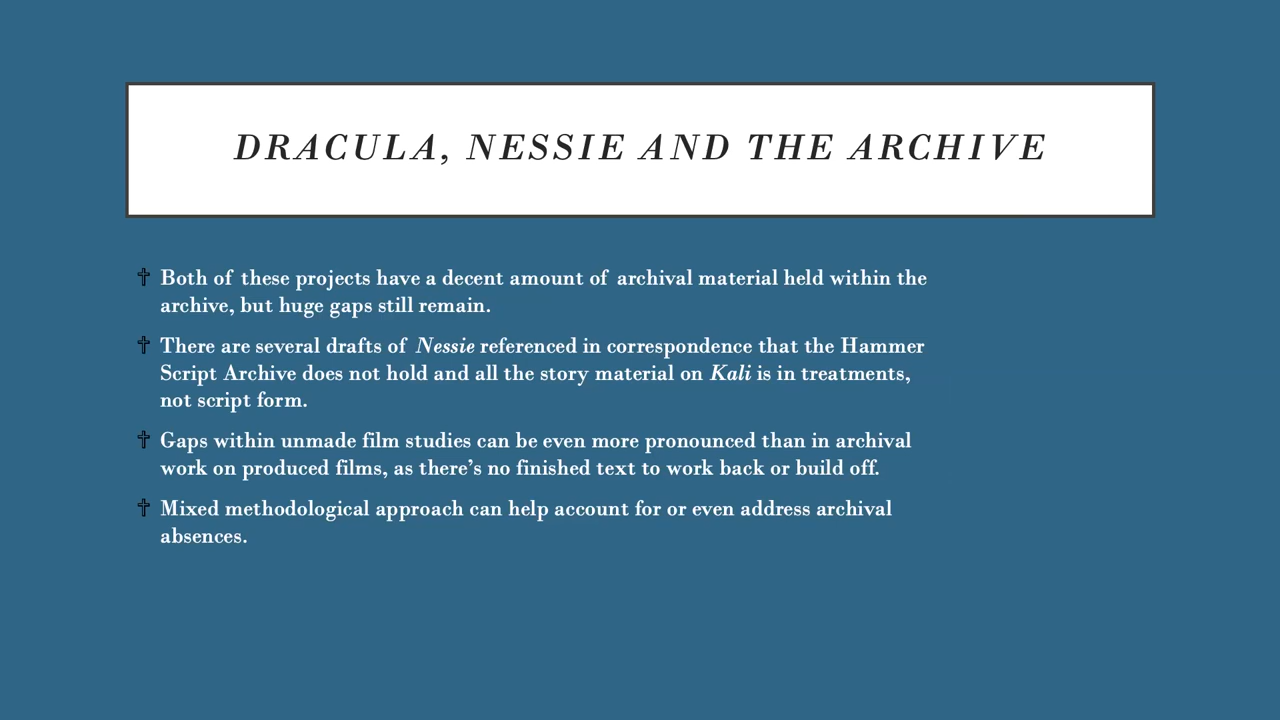 DRACULA, NESSIE AND THE ARCHIVE
✝ Both of these projects have a decent amount of archival material held within the
archive, but huge gaps still remain.
✝ There are several drafts of Nessie referenced in correspondence that the Hammer
Script Archive does not hold and all the story material on Kali is in treatments,
not script form.
✝ Gaps within unmade film studies can be even more pronounced than in archival
work on produced films, as there's no finished text to work back or build off.
✝ Mixed methodological approach can help account for or even address archival
absences.